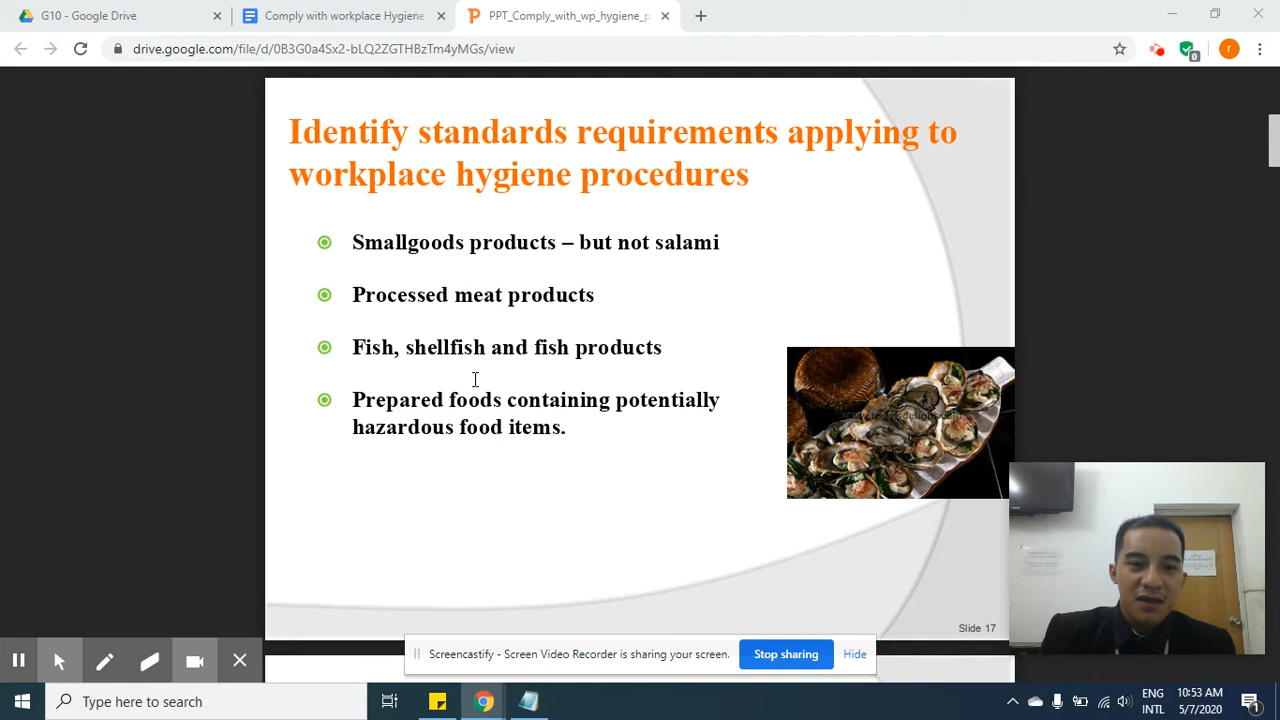 G10 - Google Drive
Comply with workplace Hygiene
PPT_Comply_with_wp_hygiene_p
drive.google.com/file/d/0B3G0a4Sx2-bLQ2ZGTHBzTm4yMGs/view
r
0
Identify standards requirements applying to
workplace hygiene procedures
Smallgoods products – but not salami
Processed meat products
Fish, shellfish and fish products
Prepared foods containing potentially
hazardous food items.
Slide 17
Screencastify - Screen Video Recorder is sharing your screen.
Stop sharing
Hide
Type here to search
ENG
INTL
10:53 AM
5/7/2020
1